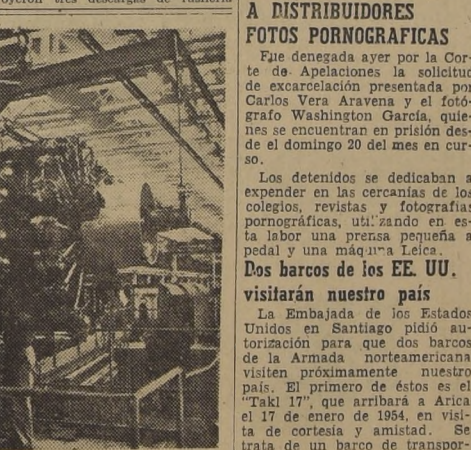 tres descargas de fusilería
A DISTRIBUIDORES
FOTOS PORNOGRAFICAS
Fue denegada ayer por la Cor-
te de Apelaciones la solicitud
de excarcelación presentada por
Carlos Vera Aravena y el fotó-
grafo Washington García, quie-
nes se encuentran en prisión des-
de el domingo 20 del mes en cur-
so.
Los detenidos se dedicaban a
expender en las cercanías de los
colegios, revistas y fotografías
pornográficas, utilizando en es-
ta labor una prensa pequeña a
pedal y una máquina Leica.
Dos barcos de los EE. UU.
visitarán nuestro país
La Embajada de los Estados
Unidos en Santiago pidió au-
torización para que dos barcos
de la Armada norteamericana
visiten próximamente nuestro
país. El primero de éstos es el
"Takl 17", que arribará a Arica
el 17 de enero de 1954, en visi-
ta de cortesía y amistad. Se
trata de un barco de transpor-